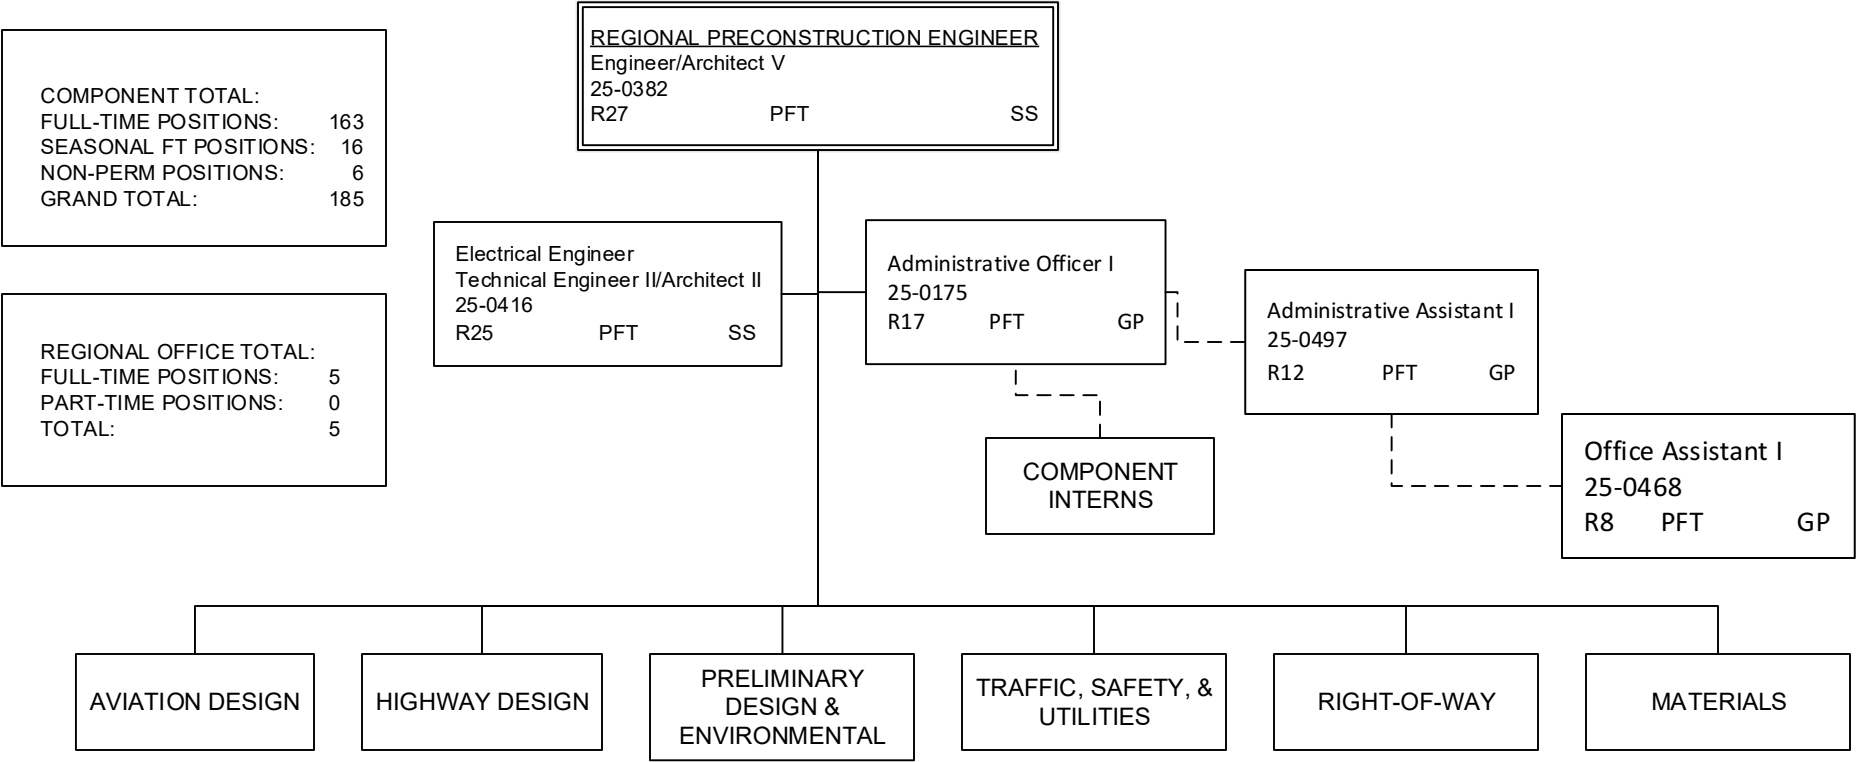 REGIONAL PRECONSTRUCTION ENGINEER
Engineer/Architect V
25-0382
R27 PFT SS
COMPONENT TOTAL:
FULL-TIME POSITIONS: 163
SEASONAL FT POSITIONS: 16
NON-PERM POSITIONS: 6
GRAND TOTAL: 185
REGIONAL OFFICE TOTAL:
FULL-TIME POSITIONS: 5
PART-TIME POSITIONS: 0
TOTAL: 5
Electrical Engineer
Technical Engineer II/Architect II
25-0416
R25 PFT SS
Administrative Officer I
25-0175
R17 PFT GP
Administrative Assistant I
25-0497
R12 PFT GP
Office Assistant I
25-0468
R8 PFT GP
COMPONENT
INTERNS
AVIATION DESIGN
HIGHWAY DESIGN
PRELIMINARY
DESIGN &
ENVIRONMENTAL
TRAFFIC, SAFETY, &
UTILITIES
RIGHT-OF-WAY
MATERIALS